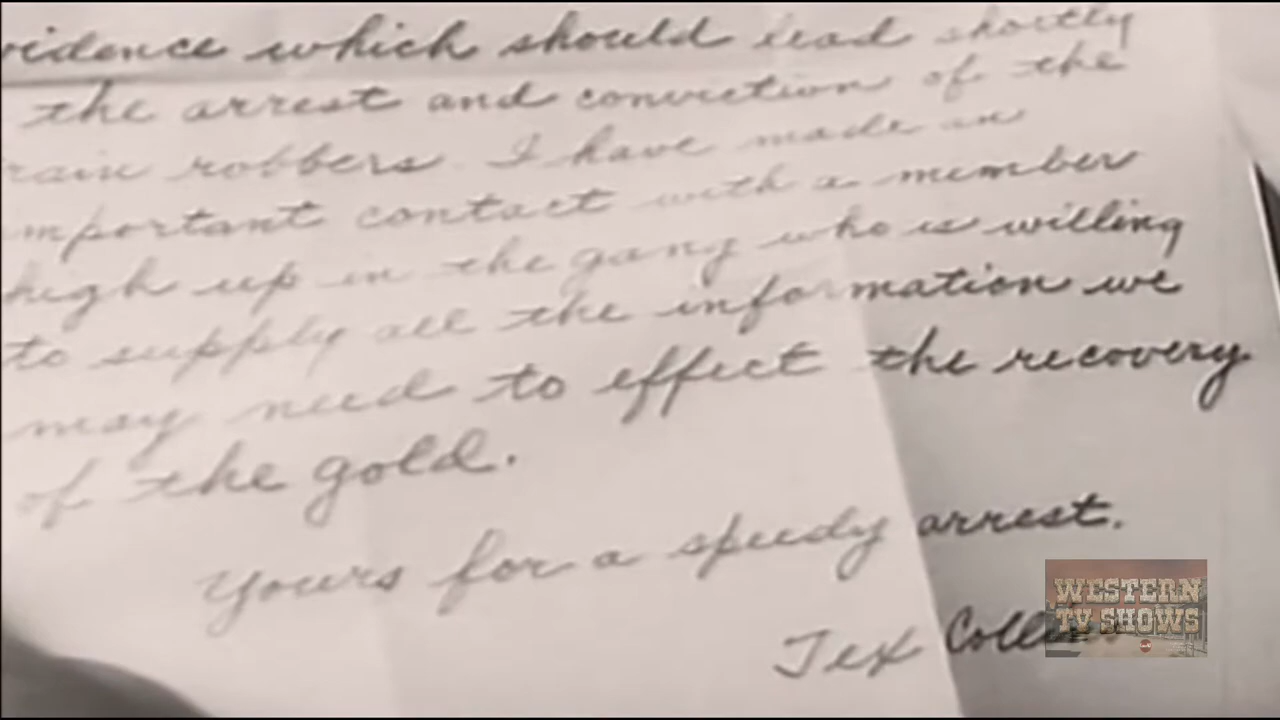 vidence which should lead shortly
the arrest and conviction of the
rain robbers. I have made an
mportant contact with a member
high up in the gang who is willing
to supply all the information we
may need to effect the recovery
of the gold.
Yours for a speedy arrest.
Tex
WESTERN
TV SHOWS